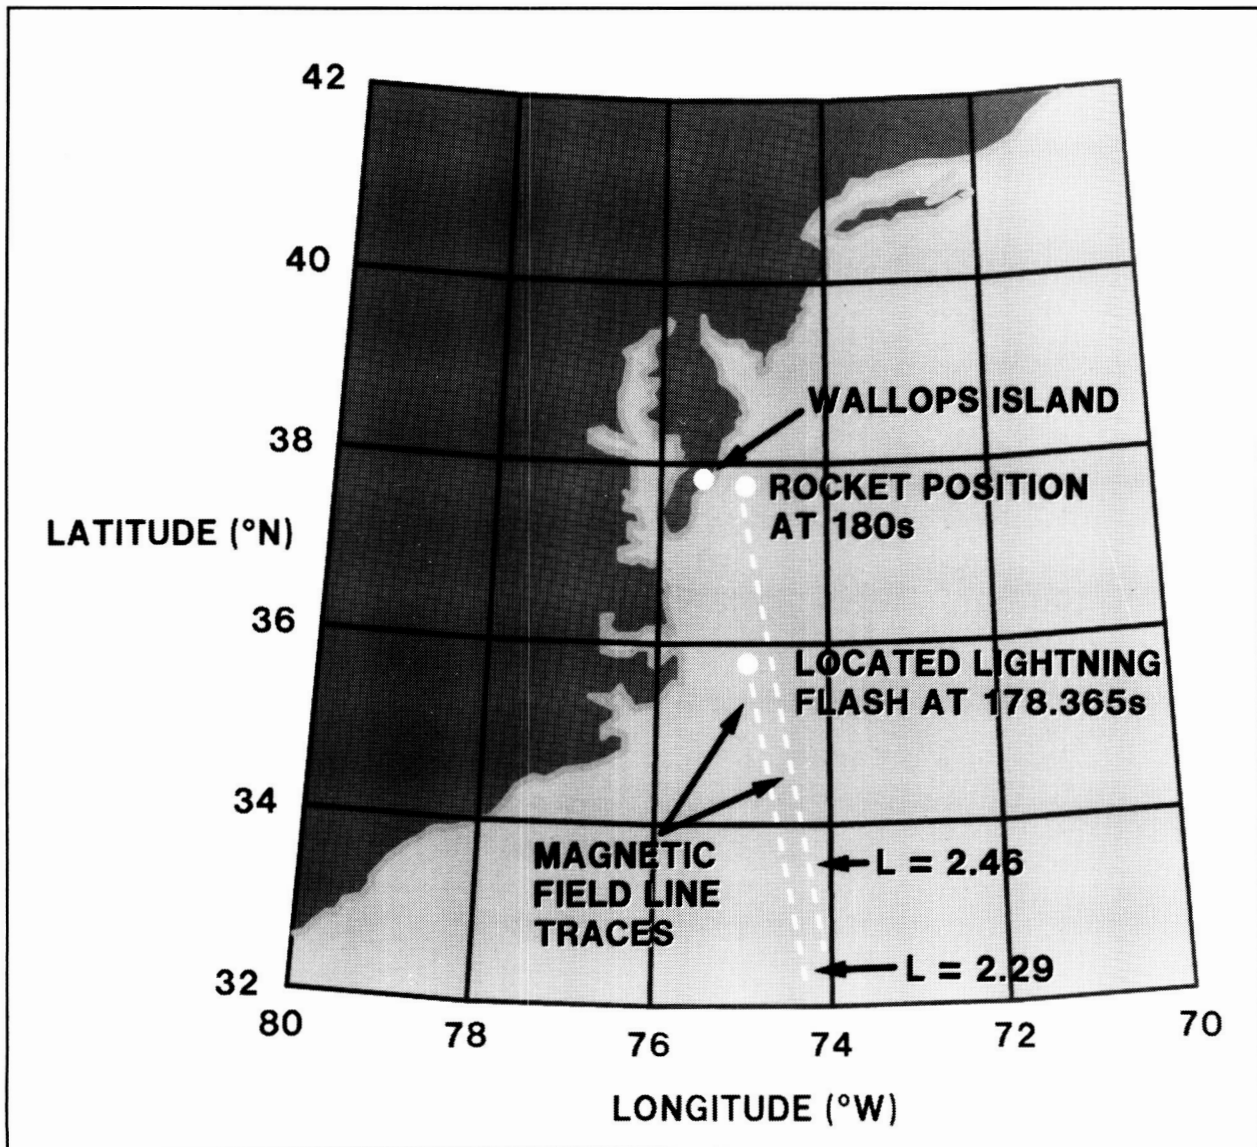 42
40
38
36
34
32
LATITUDE (°N)
WALLOPS ISLAND
ROCKET POSITION
AT 180s
LOCATED LIGHTNING
FLASH AT 178.365s
MAGNETIC
FIELD LINE
TRACES
L = 2.46
L = 2.29
80
78
76
74
72
70
LONGITUDE (°W)